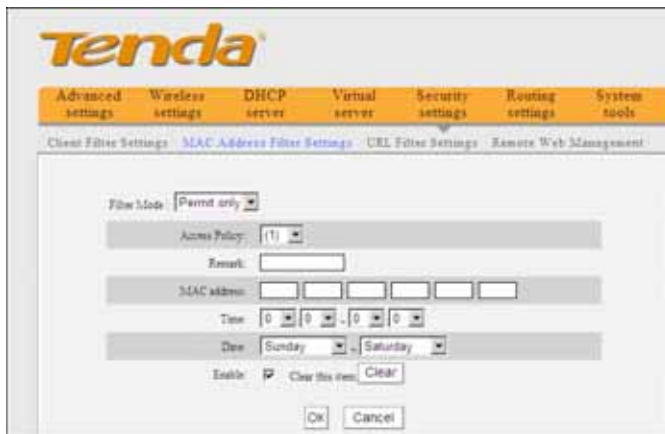 Tenda
Advanced settings Wireless settings DHCP server Virtual server Security settings Routing settings System tools
Client Filter Settings MAC Address Filter Settings URL Filter Settings Remote Web Management
Filter Mode: Permit only
Access Policy: (1)
Remark:
MAC address:
Time: 0 : 0 - 0 : 0
Date: Sunday - Saturday
Enable: Clear this item: Clear
OK Cancel